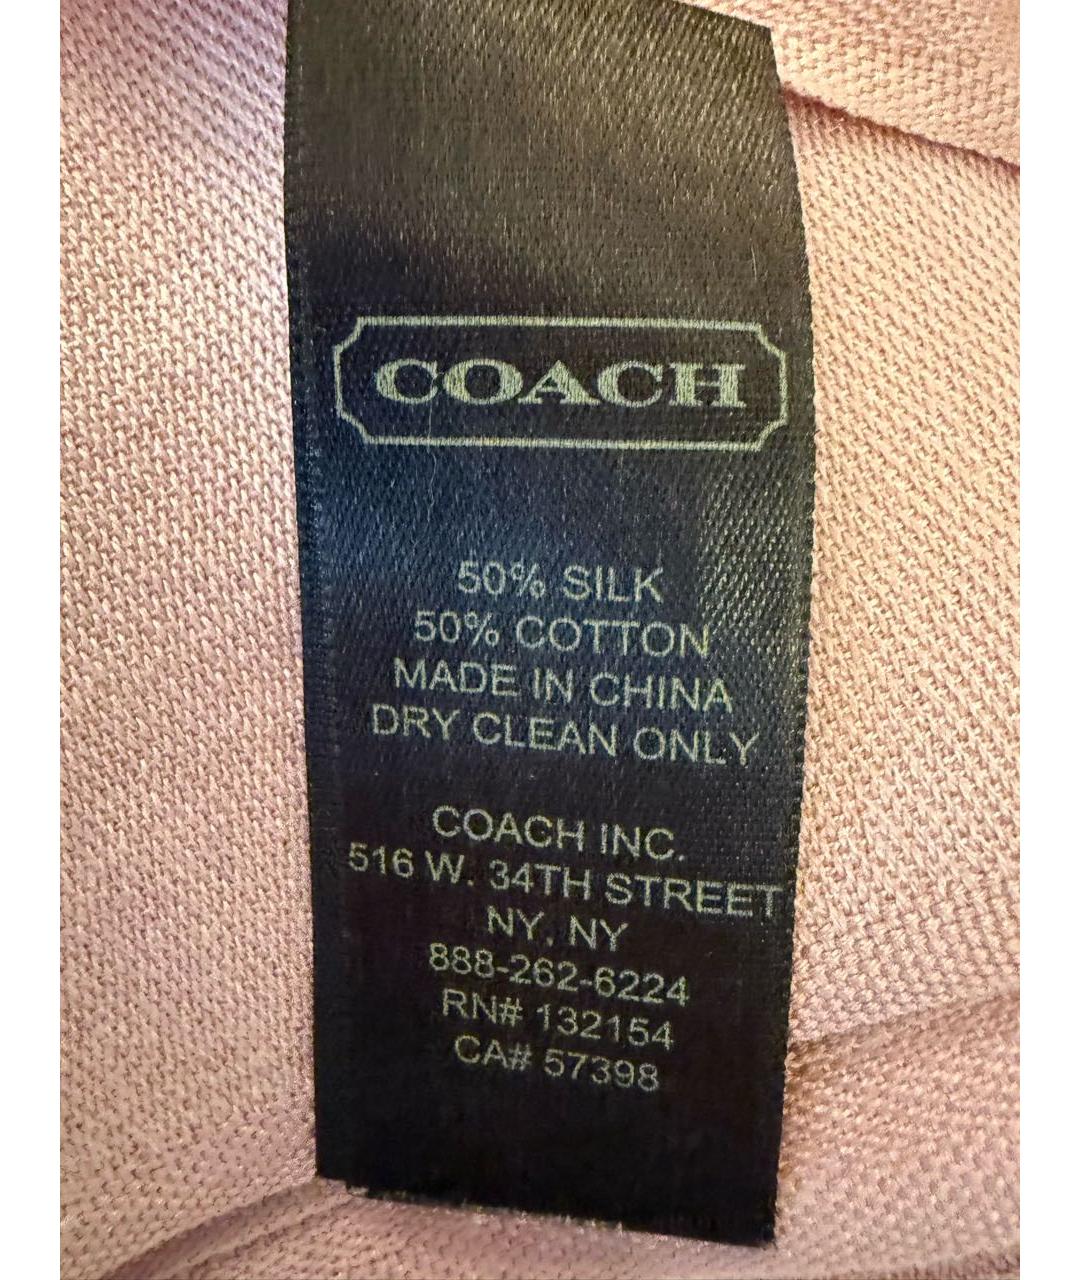 COACH
50% SILK
50% COTTON
MADE IN CHINA
DRY CLEAN ONLY
COACH INC.
516 W. 34TH STREET
NY, NY
888-262-6224
RN# 132154
CA# 57398